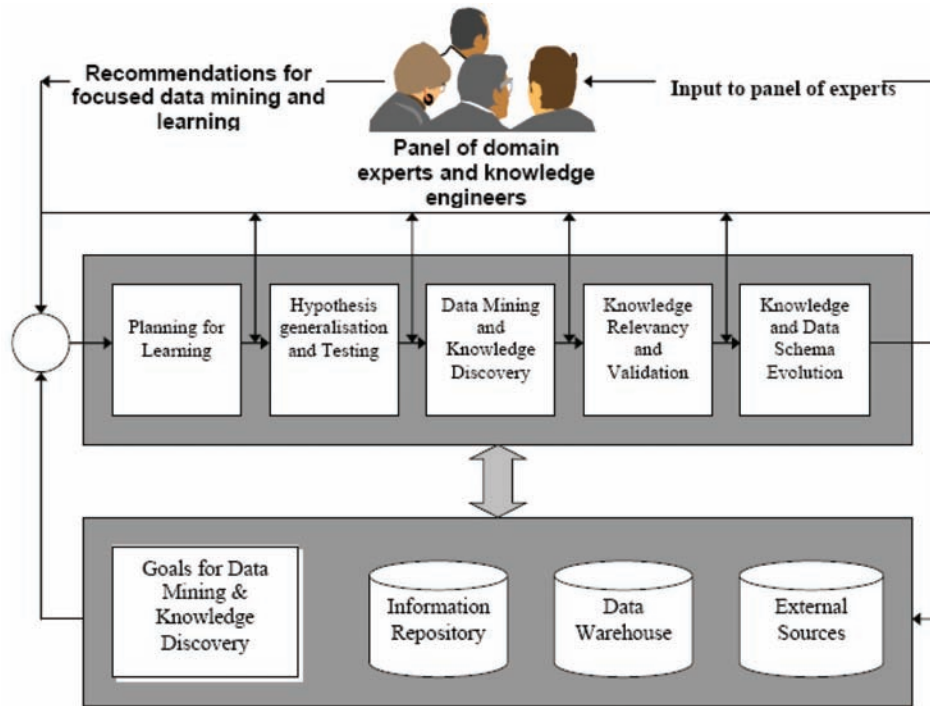 Recommendations for
focused data mining and
learning
Input to panel of experts
Panel of domain
experts and knowledge
engineers
Planning for
Learning
Hypothesis
generalisation
and Testing
Data Mining
and
Knowledge
Discovery
Knowledge
Relevancy
and
Validation
Knowledge
and Data
Schema
Evolution
Goals for Data
Mining &
Knowledge
Discovery
Information
Repository
Data
Warehouse
External
Sources